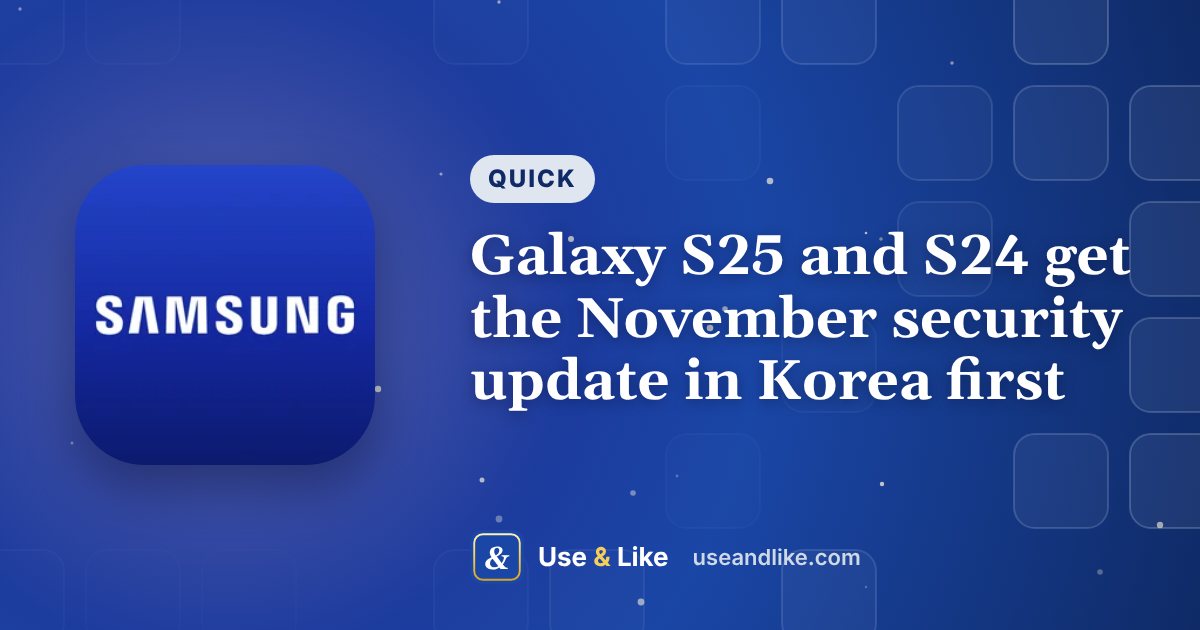 SAMSUNG
QUICK
Galaxy S25 and S24 get
the November security
update in Korea first
& Use & Like useandlike.com